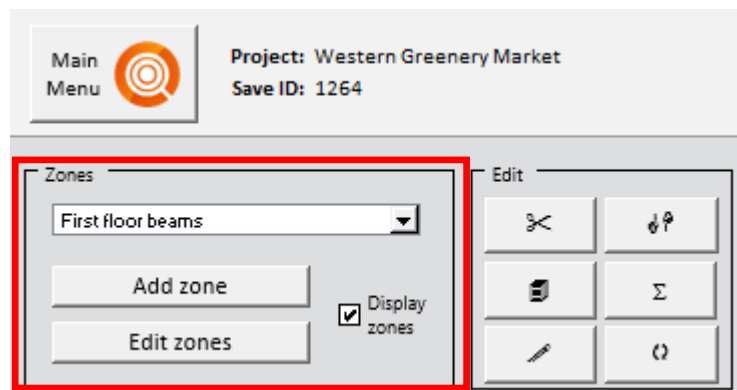 Main
Menu
Project: Western Greenery Market
Save ID: 1264
Zones
First floor beams
Add zone
Edit zones
Display
zones
Edit
Σ